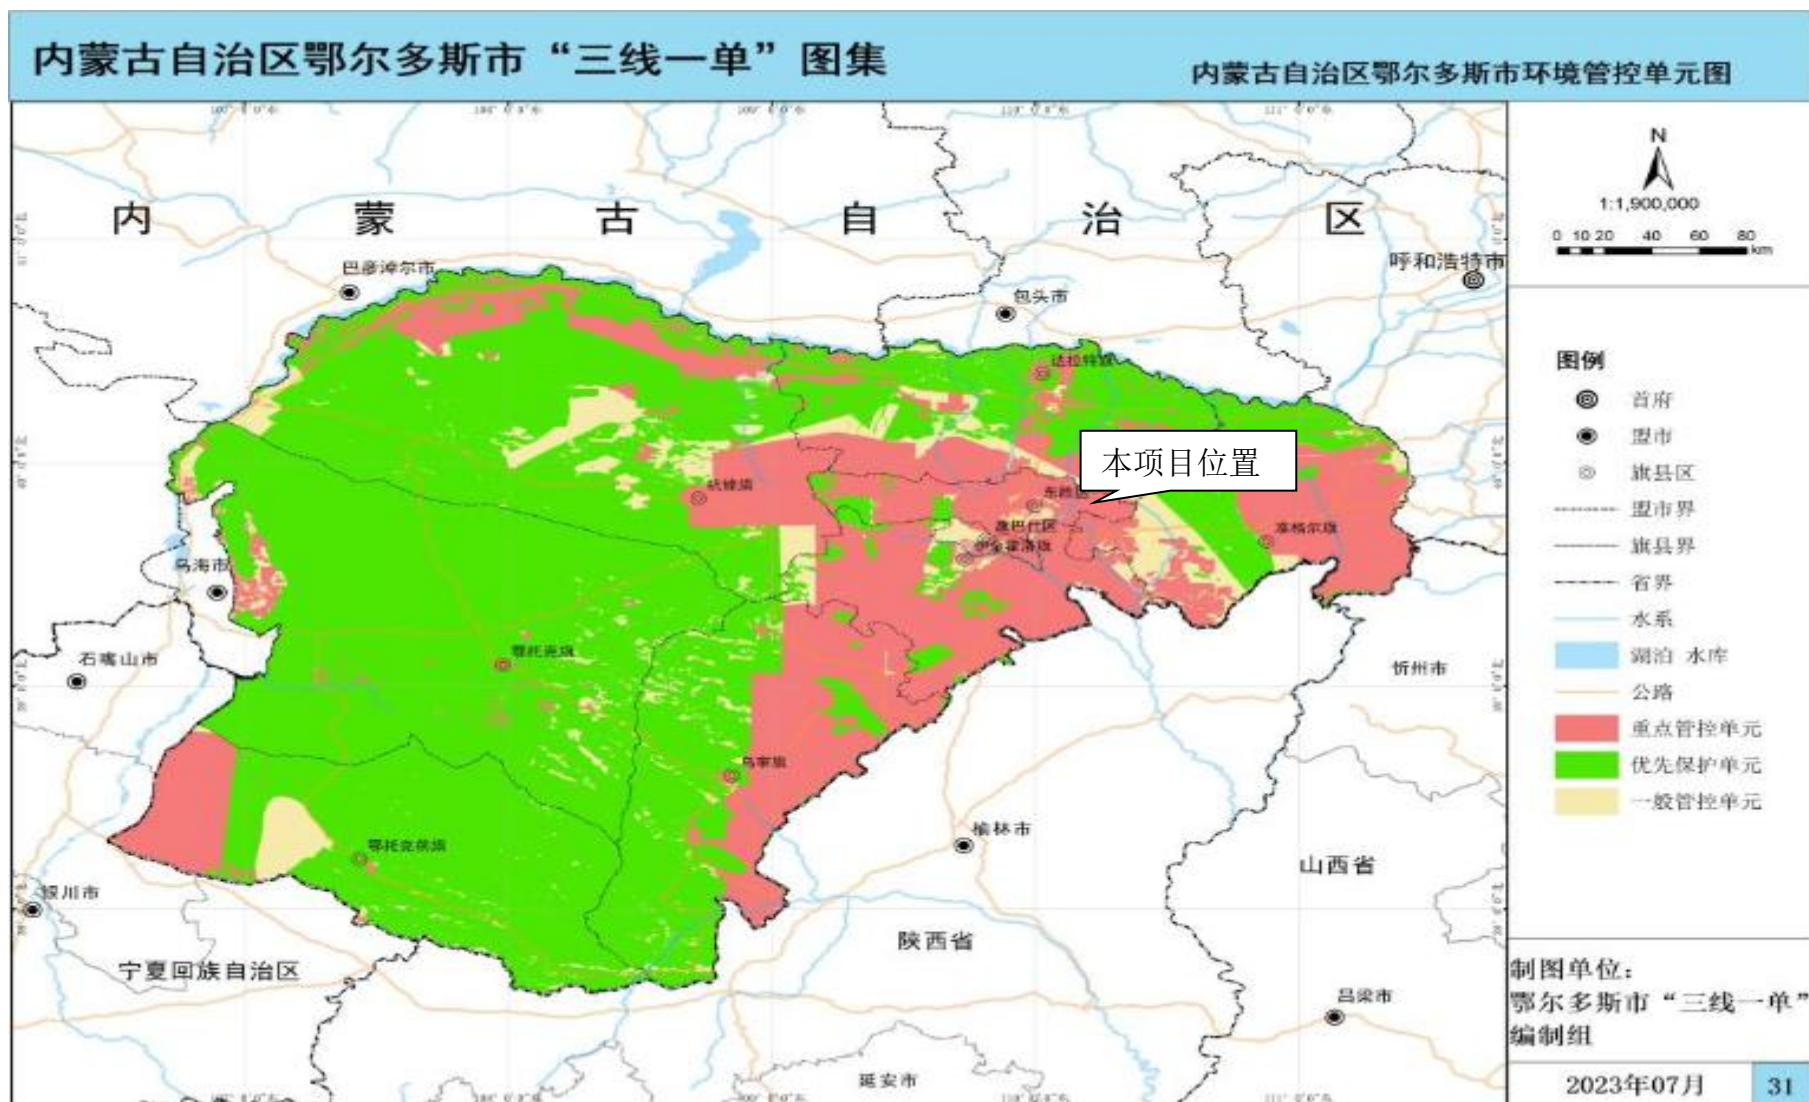 内蒙古自治区鄂尔多斯市“三线一单”图集
内蒙古自治区鄂尔多斯市环境管控单元图
N
1:1,900,000
0 10 20 40 60 80
km
内 蒙 古 自 治 区
呼和浩特市
巴彦淖尔市
包头市
达拉特旗
本项目位置
杭锦旗
东胜区
康巴什区
伊金霍洛旗
准格尔旗
乌海市
石嘴山市
鄂托克旗
忻州市
乌审旗
榆林市
鄂托克前旗
山西省
银川市
陕西省
宁夏回族自治区
吕梁市
延安市
图例
首府
盟市
旗县区
盟市界
旗县界
省界
水系
湖泊 水库
公路
重点管控单元
优先保护单元
一般管控单元
制图单位：
鄂尔多斯市“三线一单”
编制组
2023年07月
31